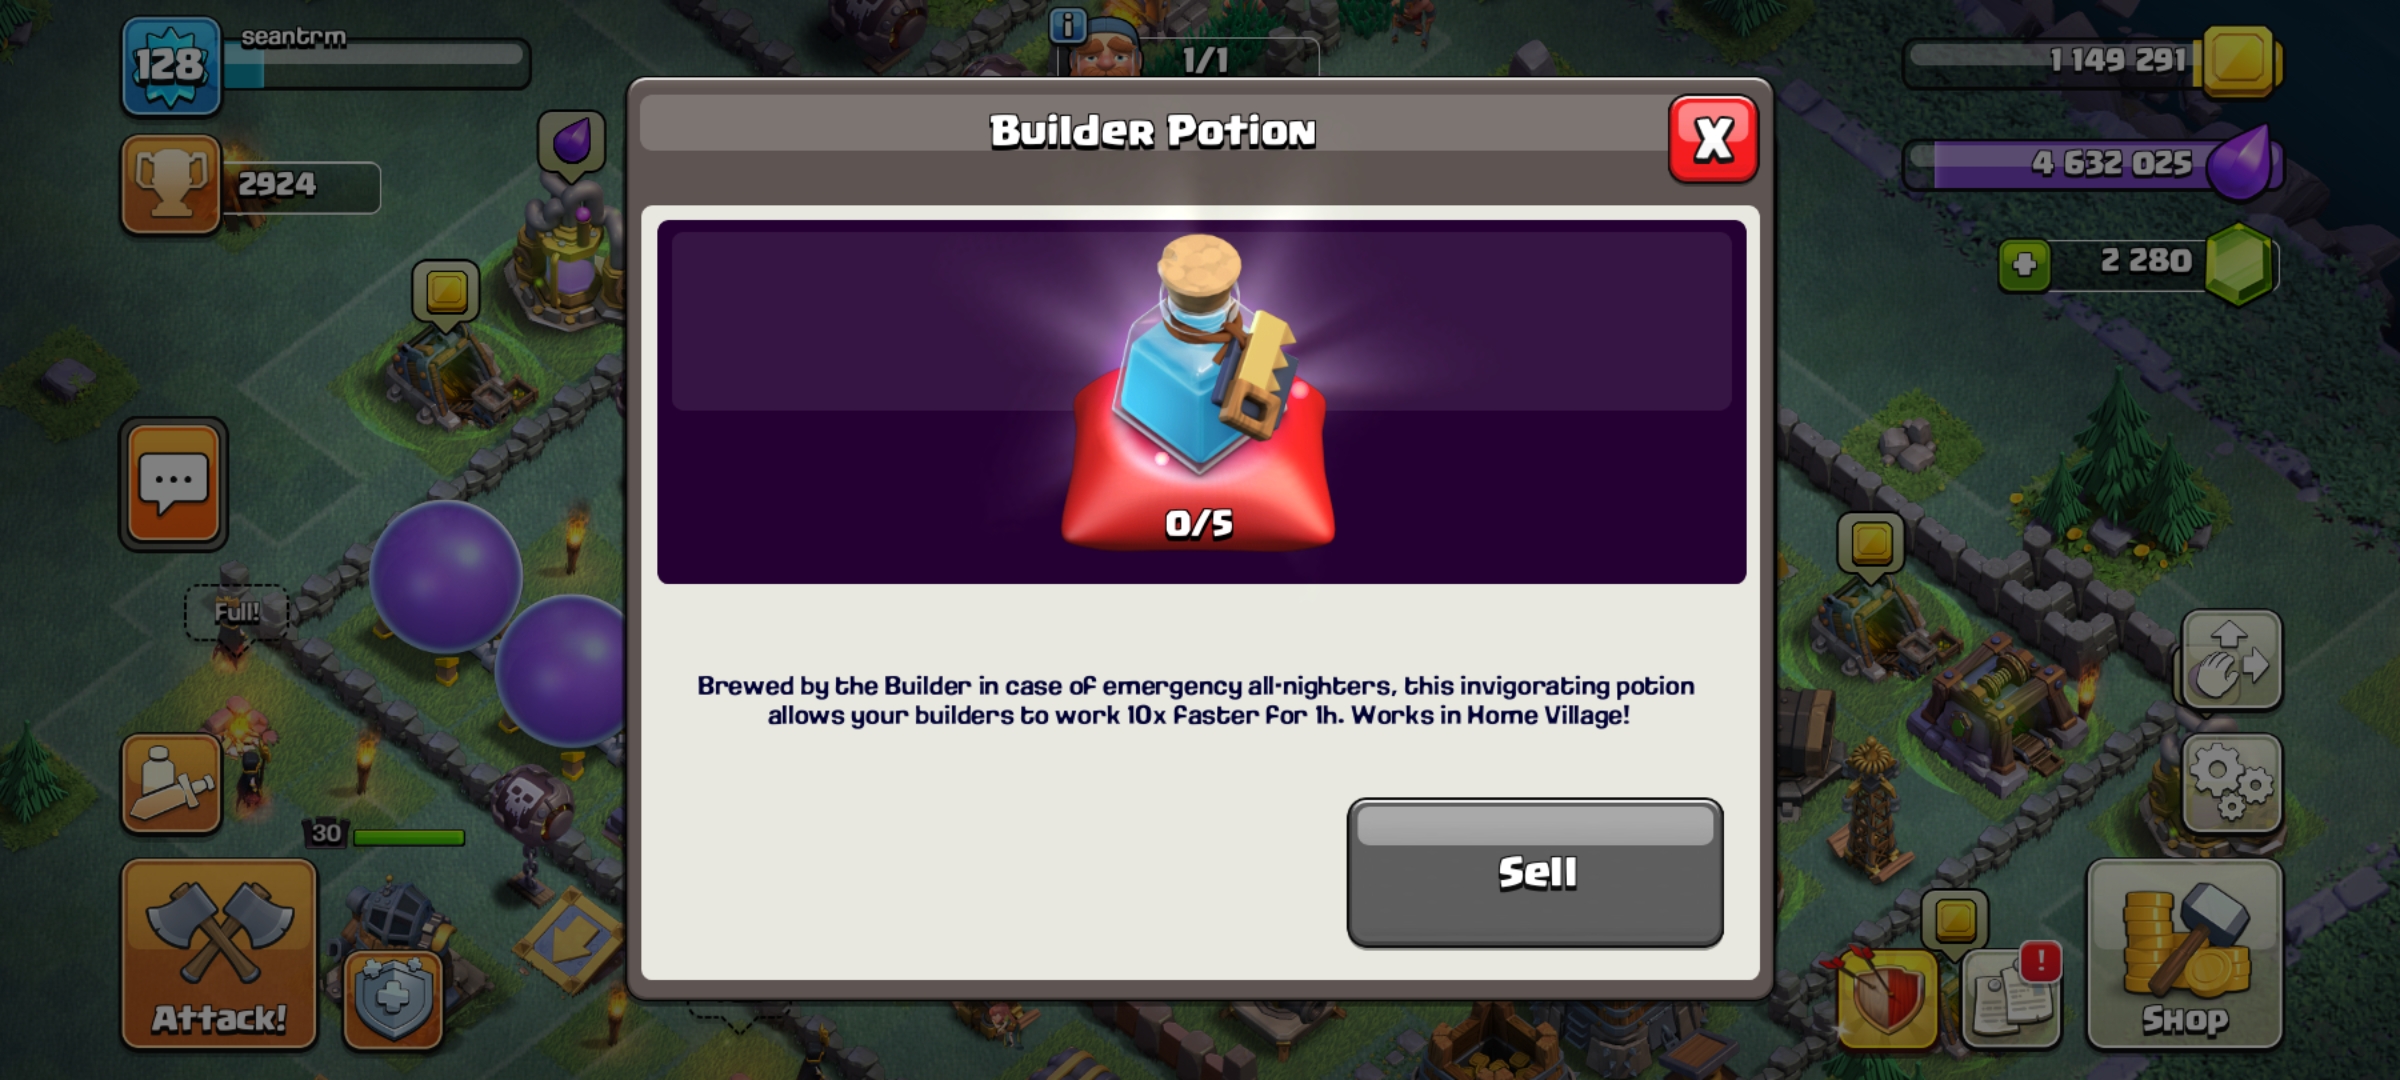 128
seantrm
1/1
1 149 291
Builder Potion
X
2924
4 632 025
2 280
0/5
Full!
Brewed by the Builder in case of emergency all-nighters, this invigorating potion
allows your builders to work 10x faster for 1h. Works in Home Village!
30
Sell
Attack!
!
Shop